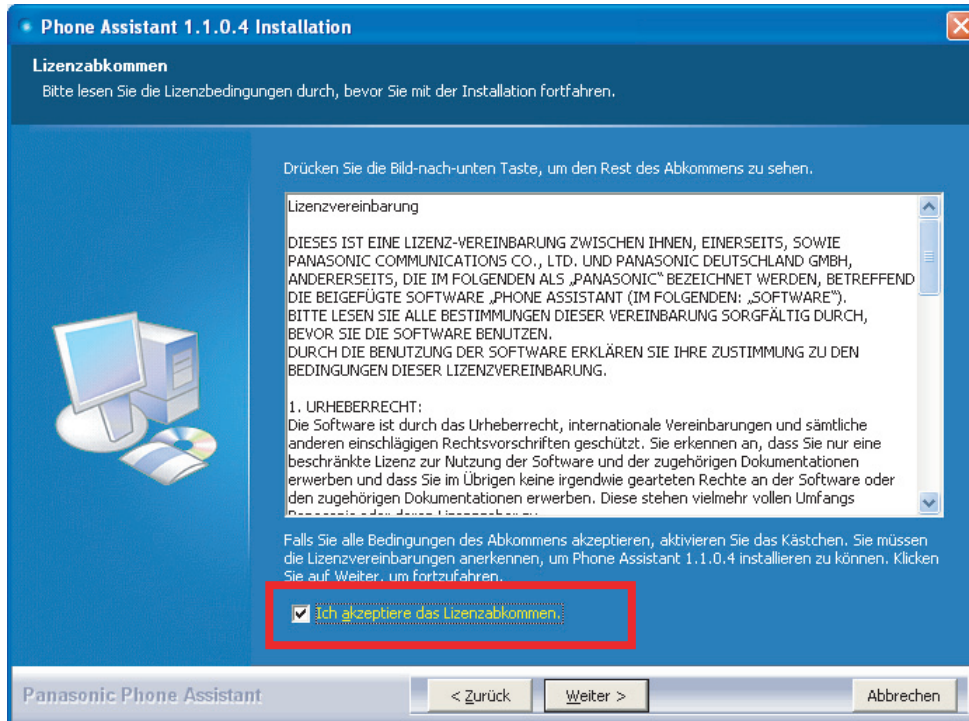 Phone Assistant 1.1.0.4 Installation
Lizenzabkommen
Bitte lesen Sie die Lizenzbedingungen durch, bevor Sie mit der Installation fortfahren.
Drücken Sie die Bild-nach-unten Taste, um den Rest des Abkommens zu sehen.
Lizenzvereinbarung
DIESES IST EINE LIZENZ-VEREINBARUNG ZWISCHEN IHNEN, EINERSEITS, SOWIE
PANASONIC COMMUNICATIONS CO., LTD. UND PANASONIC DEUTSCHLAND GMBH,
ANDERERSEITS, DIE IM FOLGENDEN ALS „PANASONIC“ BEZEICHNET WERDEN, BETREFFEND
DIE BEIGEFÜGTE SOFTWARE „PHONE ASSISTANT (IM FOLGENDEN: „SOFTWARE“).
BITTE LESEN SIE ALLE BESTIMMUNGEN DIESER VEREINBARUNG SORGFÄLTIG DURCH,
BEVOR SIE DIE SOFTWARE BENUTZEN.
DURCH DIE BENUTZUNG DER SOFTWARE ERKLÄREN SIE IHRE ZUSTIMMUNG ZU DEN
BEDINGUNGEN DIESER LIZENZVEREINBARUNG.
1. URHEBERRECHT:
Die Software ist durch das Urheberrecht, internationale Vereinbarungen und sämtliche
anderen einschlägigen Rechtsvorschriften geschützt. Sie erkennen an, dass Sie nur eine
beschränkte Lizenz zur Nutzung der Software und der zugehörigen Dokumentationen
erwerben und dass Sie im Übrigen keine irgendwie gearteten Rechte an der Software oder
den zugehörigen Dokumentationen erwerben. Diese stehen vielmehr vollen Umfangs
Panasonic oder deren Lizenzgeber zu.
Falls Sie alle Bedingungen des Abkommens akzeptieren, aktivieren Sie das Kästchen. Sie müssen
die Lizenzvereinbarungen anerkennen, um Phone Assistant 1.1.0.4 installieren zu können. Klicken
Sie auf Weiter, um fortzufahren.
Ich akzeptiere das Lizenzabkommen.
Panasonic Phone Assistant
< Zurück
Weiter >
Abbrechen